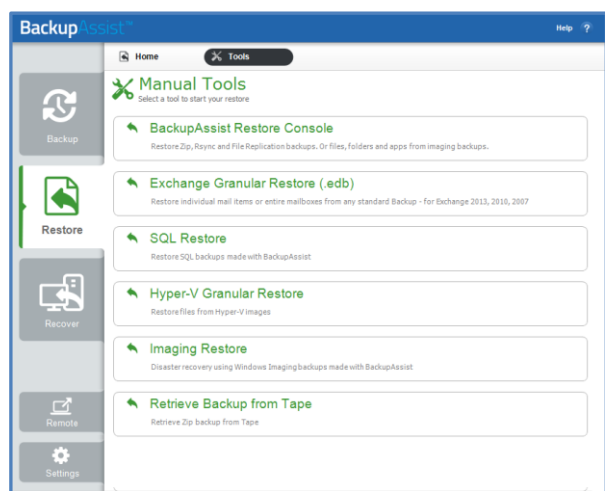 BackupAssist™
Help ?
Home
Tools
Manual Tools
Select a tool to start your restore
Backup
BackupAssist Restore Console
Restore Zip, Rsync and File Replication backups. Or files, folders and apps from imaging backups.
Exchange Granular Restore (.edb)
Restore individual mail items or entire mailboxes from any standard Backup - for Exchange 2013, 2010, 2007
Restore
SQL Restore
Restore SQL backups made with BackupAssist
Hyper-V Granular Restore
Restore files from Hyper-V images
Recover
Imaging Restore
Disaster recovery using Windows Imaging backups made with BackupAssist
Retrieve Backup from Tape
Retrieve Zip backup from Tape
Remote
Settings